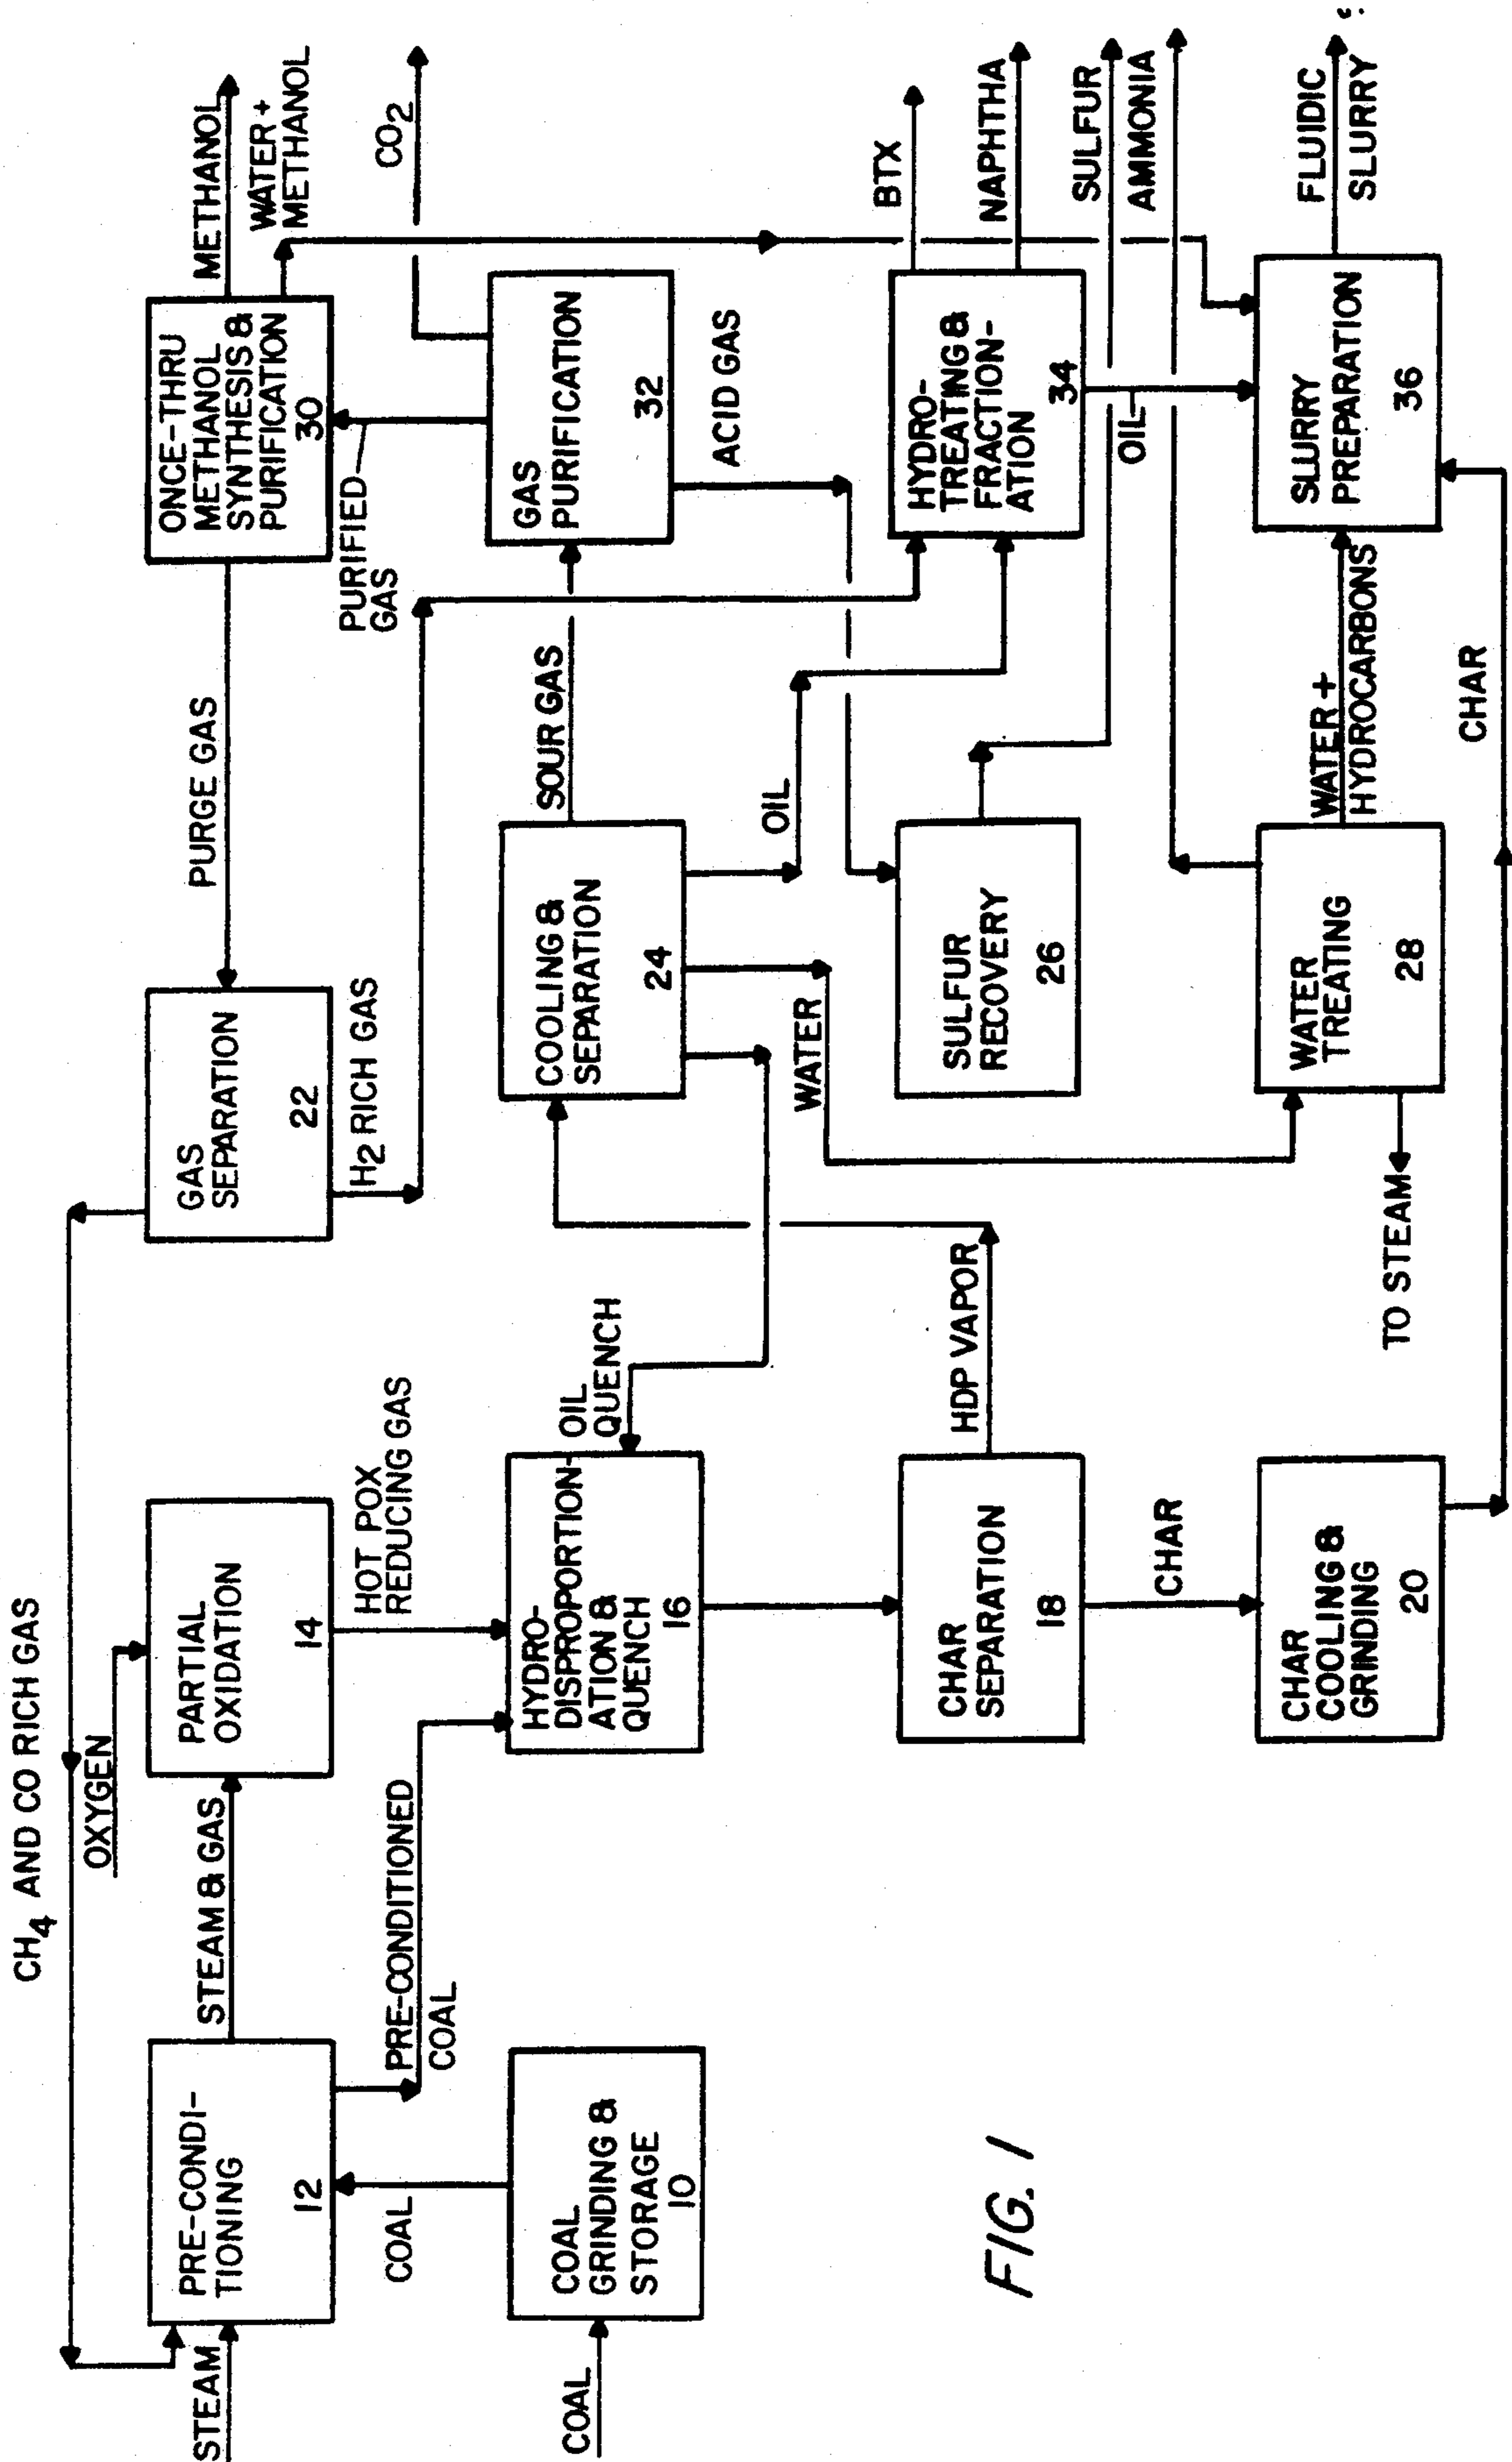 CH4 AND CO RICH GAS
OXYGEN
STEAM
PRE-CONDI-
TIONING
12
STEAM & GAS
PARTIAL
OXIDATION
14
GAS
SEPARATION
22
PURGE GAS
ONCE-THRU
METHANOL
SYNTHESIS &
PURIFICATION
30
METHANOL
WATER +
METHANOL
COAL
PRE-CONDITIONED
COAL
HOT POX
REDUCING GAS
H2 RICH GAS
PURIFIED
GAS
CO2
COAL
COAL
GRINDING &
STORAGE
10
HYDRO-
DISPROPORTION-
ATION &
QUENCH
16
OIL
QUENCH
COOLING &
SEPARATION
24
SOUR GAS
GAS
PURIFICATION
32
ACID GAS
WATER
OIL
CHAR
SEPARATION
18
HDP VAPOR
SULFUR
RECOVERY
26
HYDRO-
TREATING &
FRACTION-
ATION
34
BTX
NAPHTHA
SULFUR
AMMONIA
OIL
CHAR
CHAR
COOLING &
GRINDING
20
TO STEAM
WATER
TREATING
28
WATER +
HYDROCARBONS
SLURRY
PREPARATION
36
FLUIDIC
SLURRY
CHAR
FIG. 1